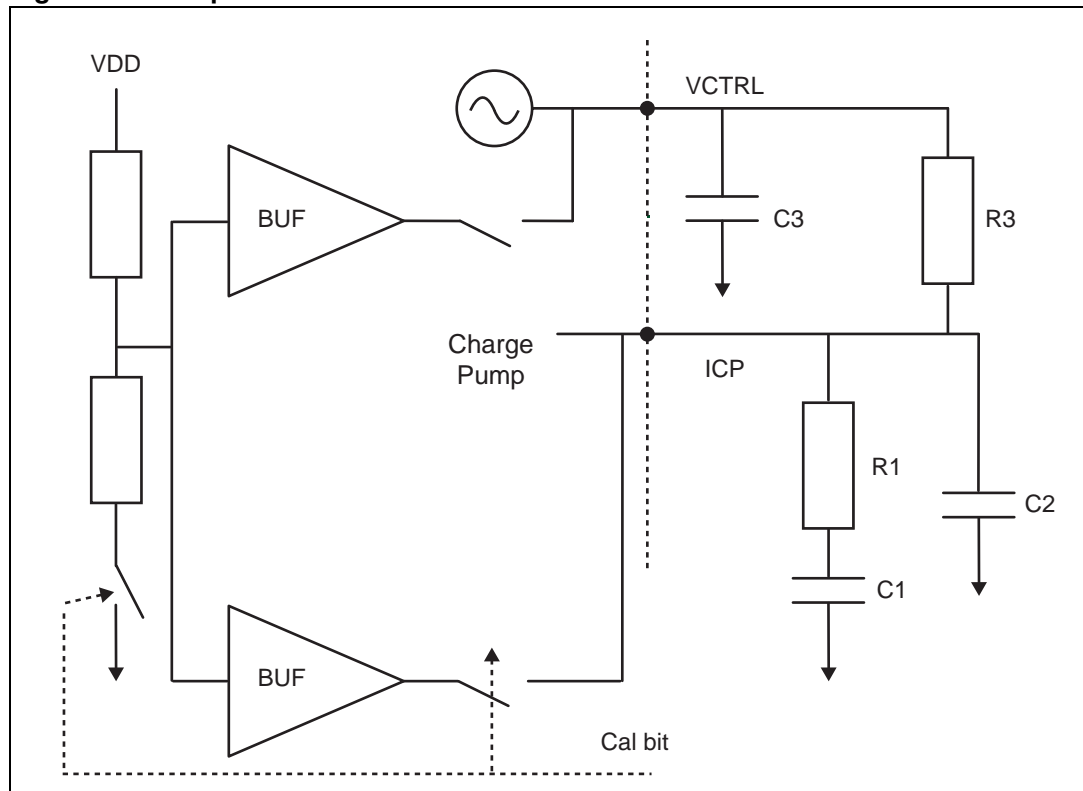 VDD
VCTRL
BUF
C3
R3
Charge
Pump
ICP
R1
C2
C1
BUF
Cal bit